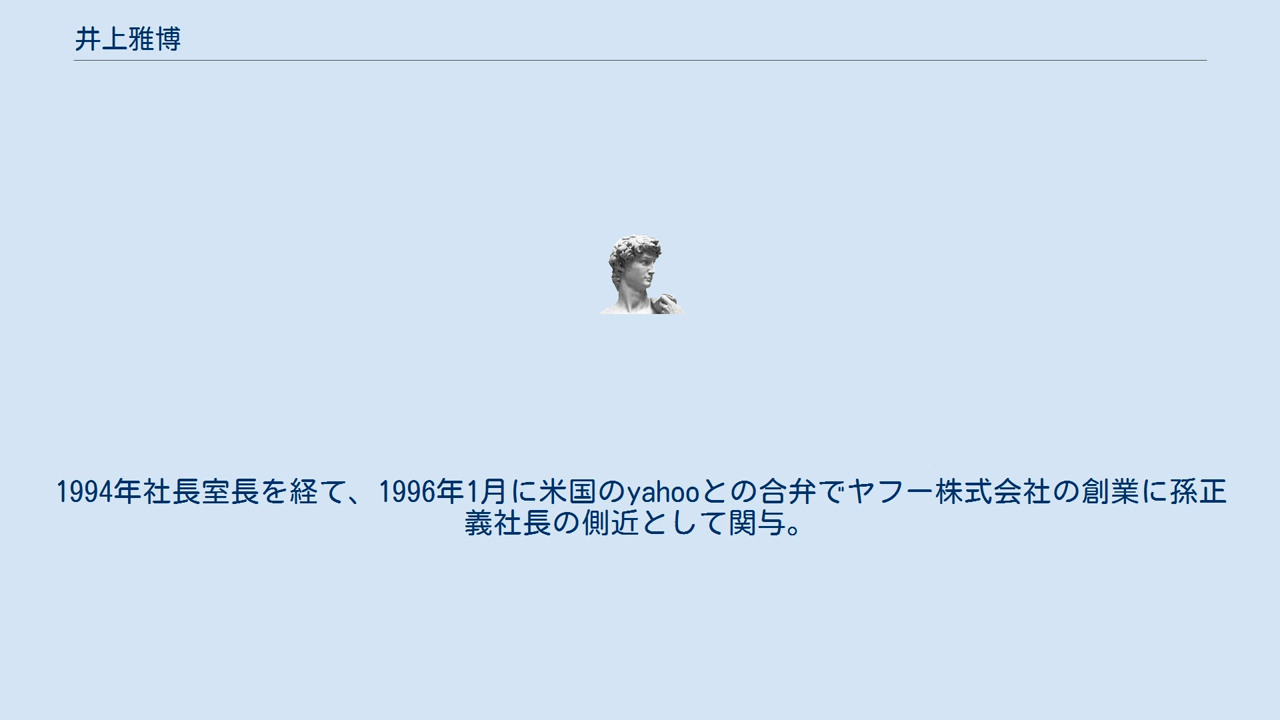 井上雅博
1994年社長室長を経て、1996年1月に米国のyahooとの合弁でヤフー株式会社の創業に孫正
義社長の側近として関与。